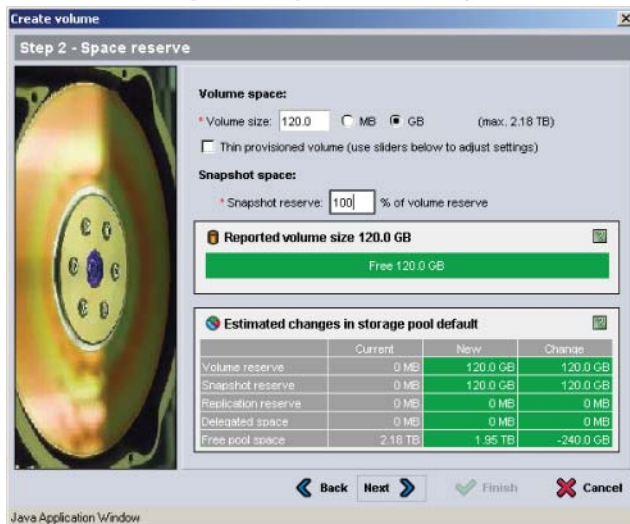 Create volume
Step 2 - Space reserve
Volume space:
* Volume size: 120.0 MB GB (max. 2.18 TB)
Thin provisioned volume (use sliders below to adjust settings)
Snapshot space:
* Snapshot reserve: 100 % of volume reserve
Reported volume size 120.0 GB
Free 120.0 GB
Estimated changes in storage pool default
Current New Change
Volume reserve 0 MB 120.0 GB 120.0 GB
Snapshot reserve 0 MB 120.0 GB 120.0 GB
Replication reserve 0 MB 0 MB 0 MB
Delegated space 0 MB 0 MB 0 MB
Free pool space 2.18 TB 1.95 TB -240.0 GB
Back Next Finish Cancel
Java Application Window